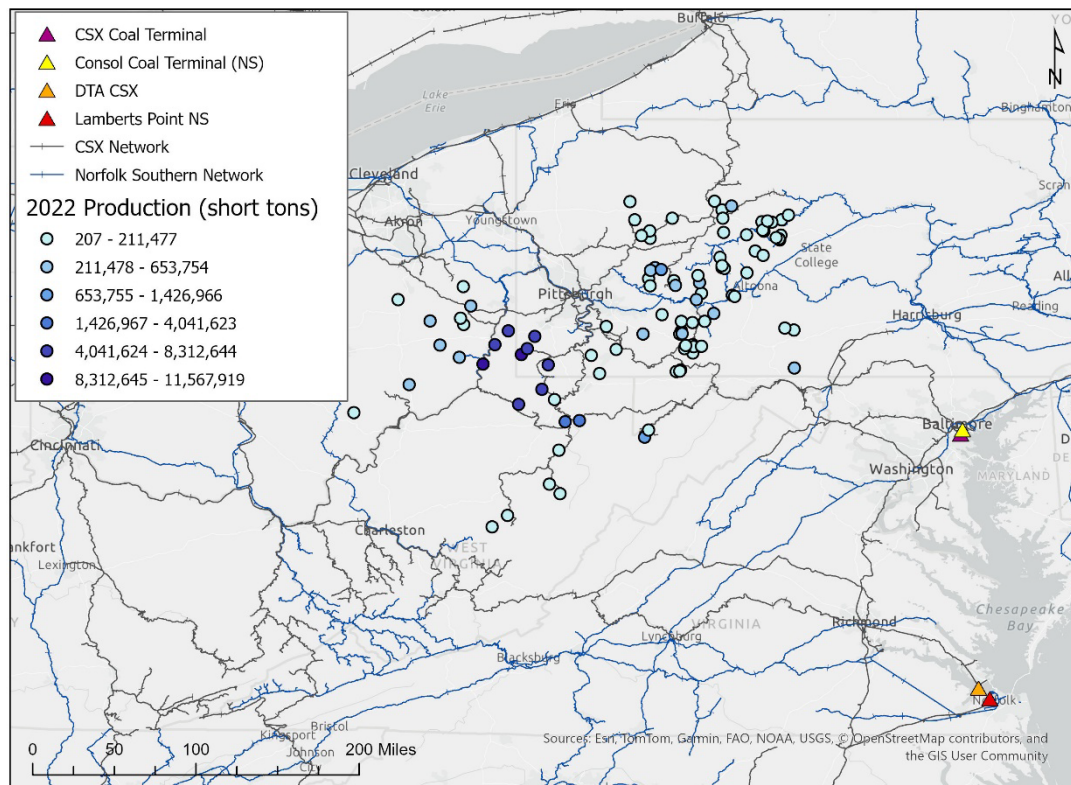 CSX Coal Terminal
Consol Coal Terminal (NS)
DTA CSX
Lamberts Point NS
CSX Network
Norfolk Southern Network
2022 Production (short tons)
207 - 211,477
211,478 - 653,754
653,755 - 1,426,966
1,426,967 - 4,041,623
4,041,624 - 8,312,644
8,312,645 - 11,567,919
Buffalo
N
Lake
Erie
Erie
Binghamton
Cleveland
Scran
Akron
Youngstown
State
College
Pittsburgh
Altoona
All
Reading
Harrisburg
Cincinnati
Baltimore
D
DE
Washington
MARYLAND
Charleston
WEST
VIRGINIA
ankfort
Lexington
Chesapeake
Bay
Richmond
VIRGINIA
Lynchburg
Blacksburg
Norfolk
Bristol
Kingsport
Johnson
City
0 50 100 200 Miles
Sources: Esri, TomTom, Garmin, FAO, NOAA, USGS, © OpenStreetMap contributors, and
the GIS User Community